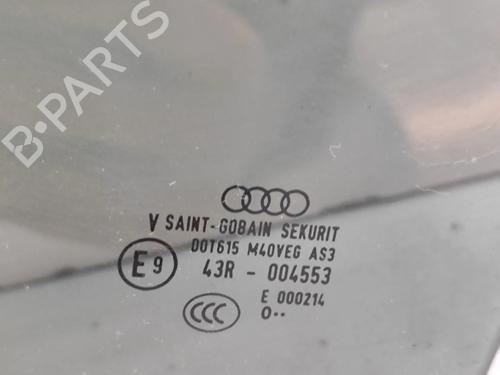 B-PARTS
V SAINT-GOBAIN SEKURIT
DOT615 M40VEG AS3
E9
43R - 004553
CCC
E 000214
O··